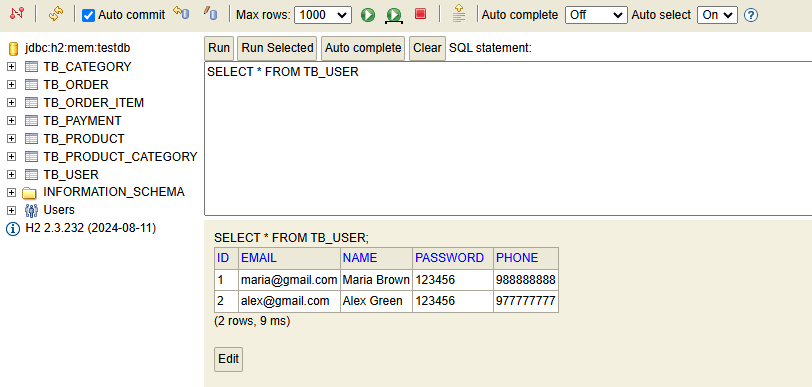 Auto commit Max rows: 1000 Auto complete Off Auto select On ?
jdbc:h2:mem:testdb
TB_CATEGORY
TB_ORDER
TB_ORDER_ITEM
TB_PAYMENT
TB_PRODUCT
TB_PRODUCT_CATEGORY
TB_USER
INFORMATION_SCHEMA
Users
H2 2.3.232 (2024-08-11)
Run Run Selected Auto complete Clear SQL statement:
SELECT * FROM TB_USER
SELECT * FROM TB_USER;
ID EMAIL NAME PASSWORD PHONE
1 maria@gmail.com Maria Brown 123456 988888888
2 alex@gmail.com Alex Green 123456 977777777
(2 rows, 9 ms)
Edit